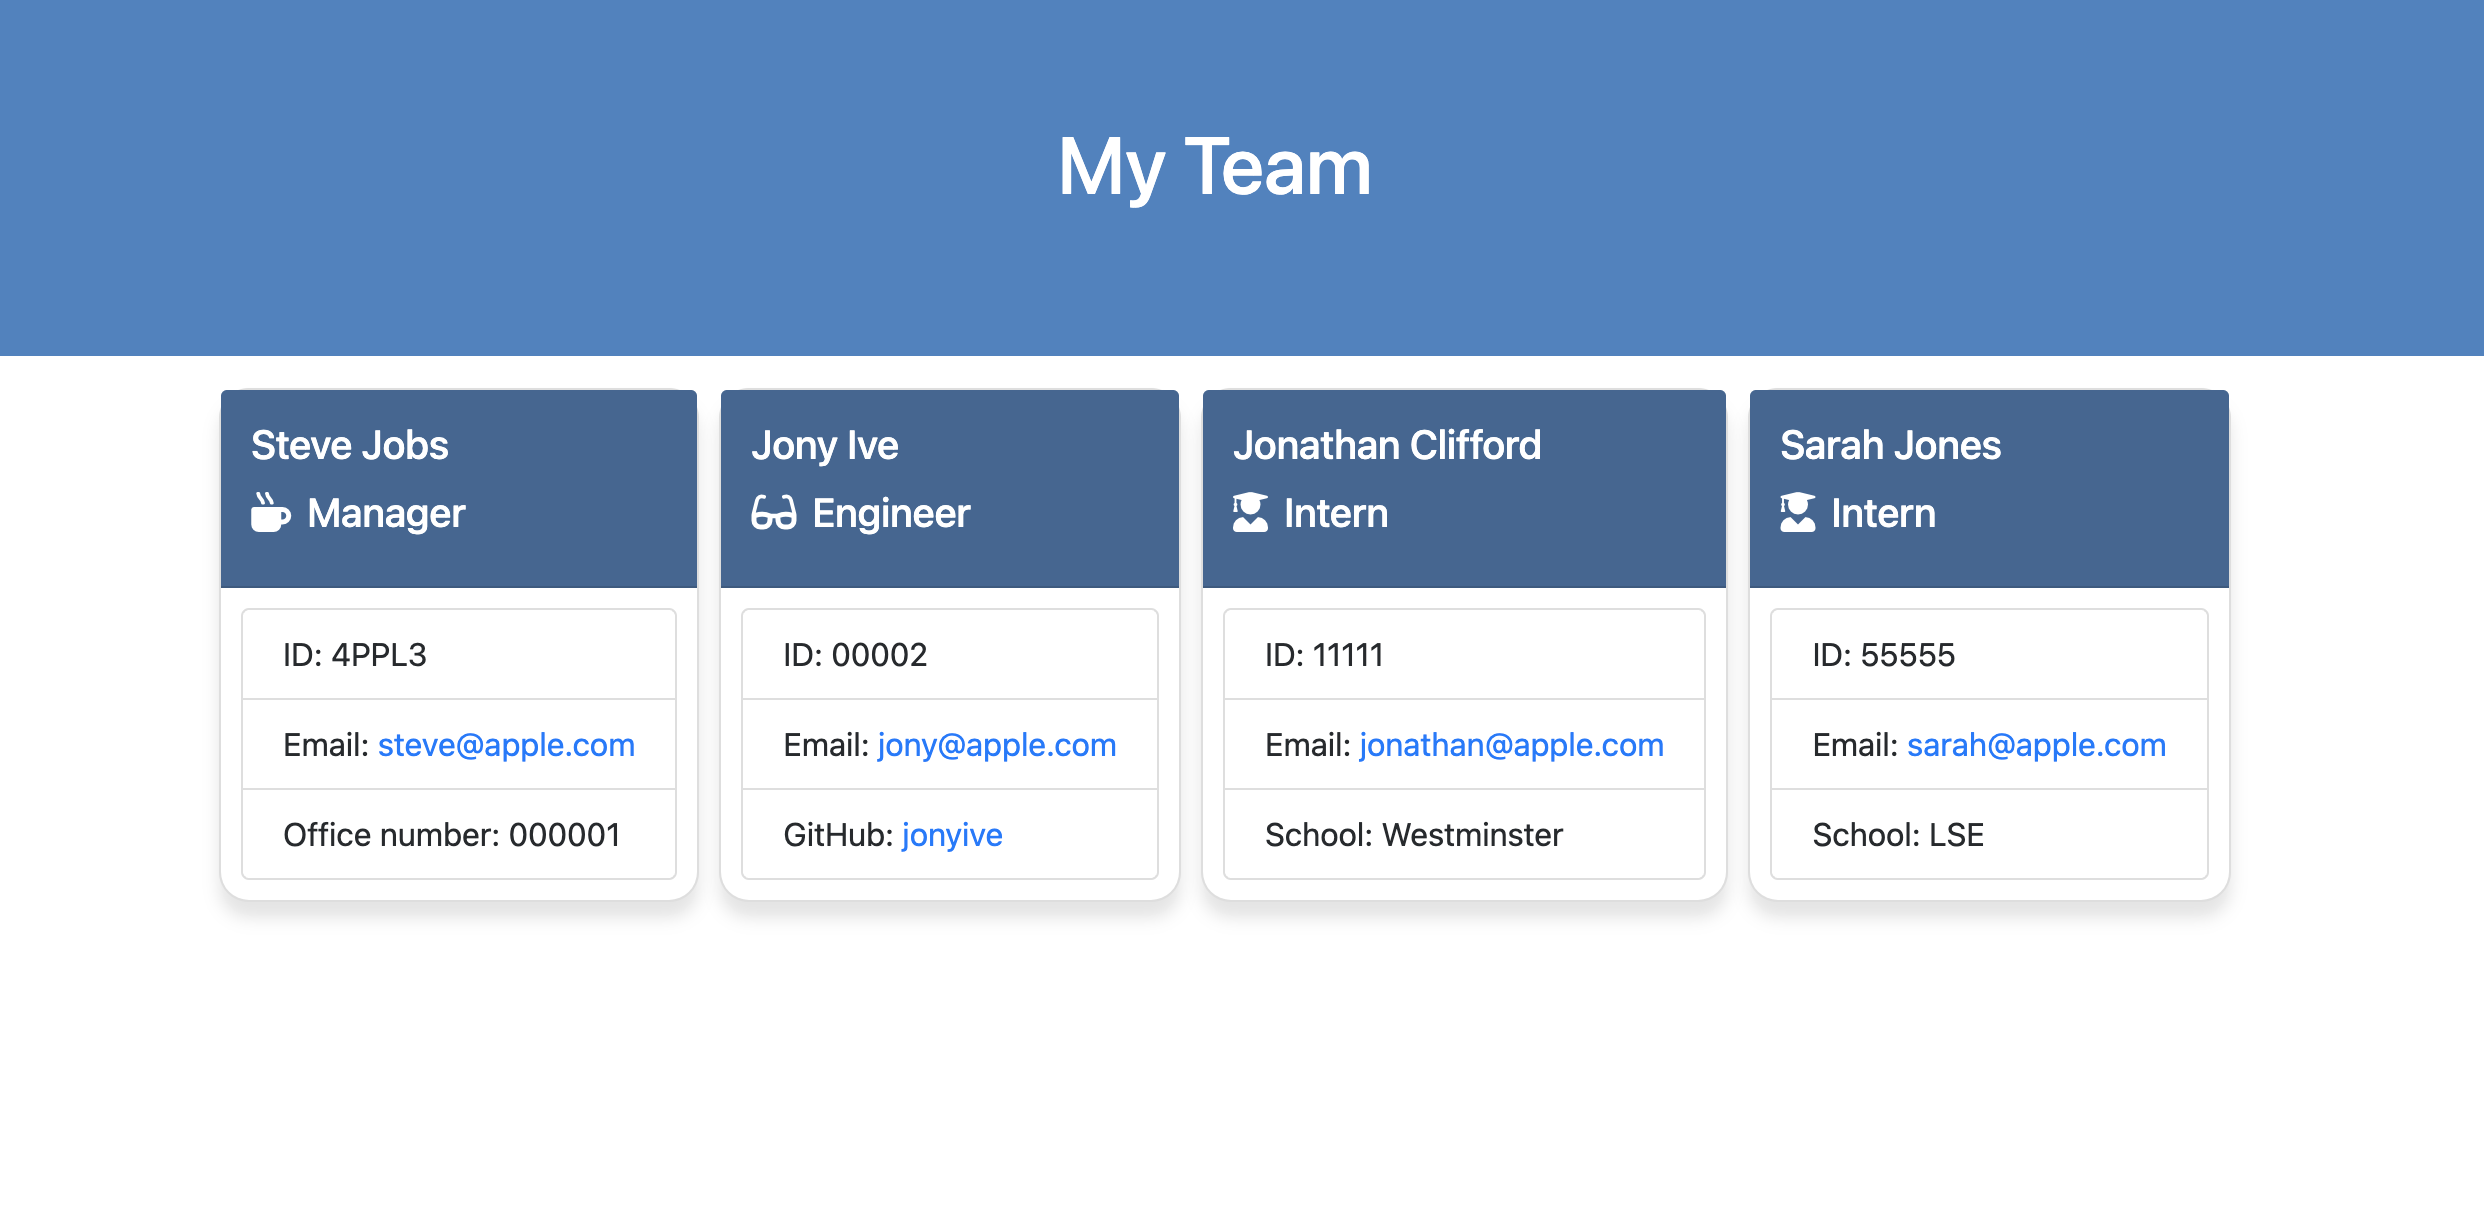 My Team
Steve Jobs
Manager
ID: 4PPL3
Email: steve@apple.com
Office number: 000001
Jony Ive
Engineer
ID: 00002
Email: jony@apple.com
GitHub: jonyive
Jonathan Clifford
Intern
ID: 11111
Email: jonathan@apple.com
School: Westminster
Sarah Jones
Intern
ID: 55555
Email: sarah@apple.com
School: LSE